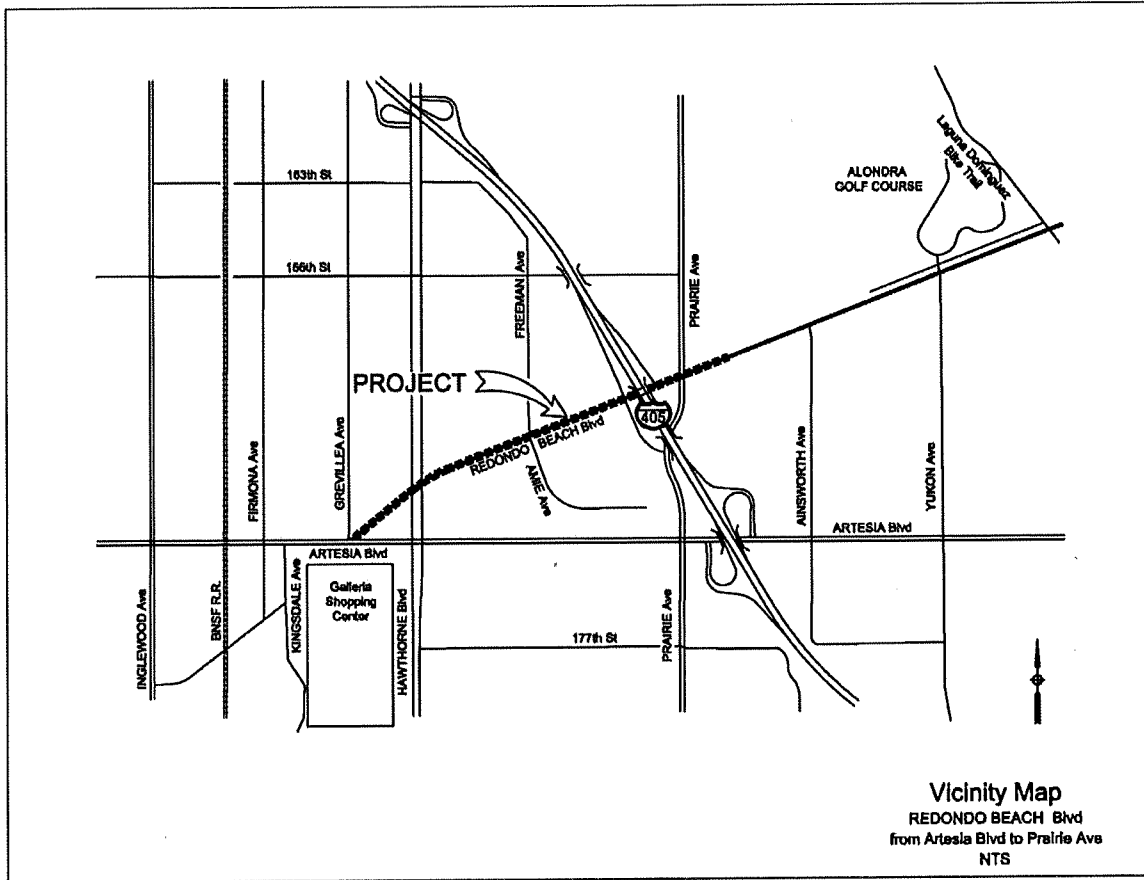 163rd St
166th St
FREEMAN Ave
PRAIRIE Ave
ALONDRA
GOLF COURSE
Laguna Dominguez
Bike Trail
PROJECT
405
REDONDO BEACH Blvd
FIRMONA Ave
GREVILLEA Ave
AMIE Ave
AINSWORTH Ave
YUKON Ave
ARTESIA Blvd
ARTESIA Blvd
INGLEWOOD Ave
BNSF R.R.
KINGSDALE Ave
Galleria
Shopping
Center
HAWTHORNE Blvd
177th St
PRAIRIE Ave
Vicinity Map
REDONDO BEACH Blvd
from Artesia Blvd to Prairie Ave
NTS